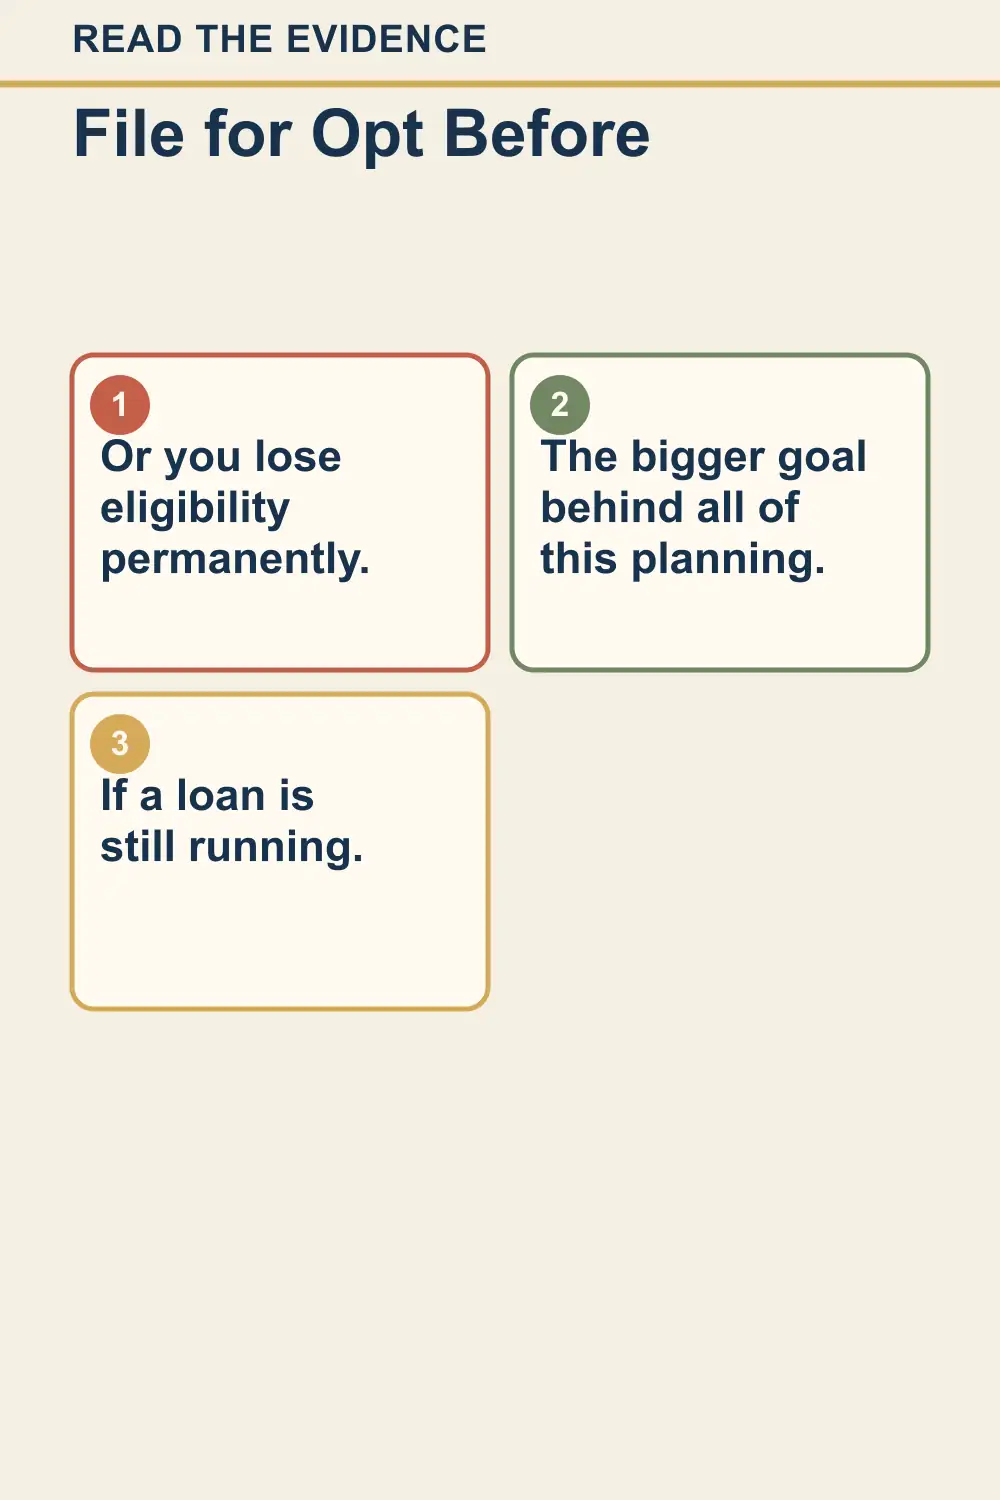 READ THE EVIDENCE
File for Opt Before
1
Or you lose
eligibility
permanently.
2
The bigger goal
behind all of
this planning.
3
If a loan is
still running.